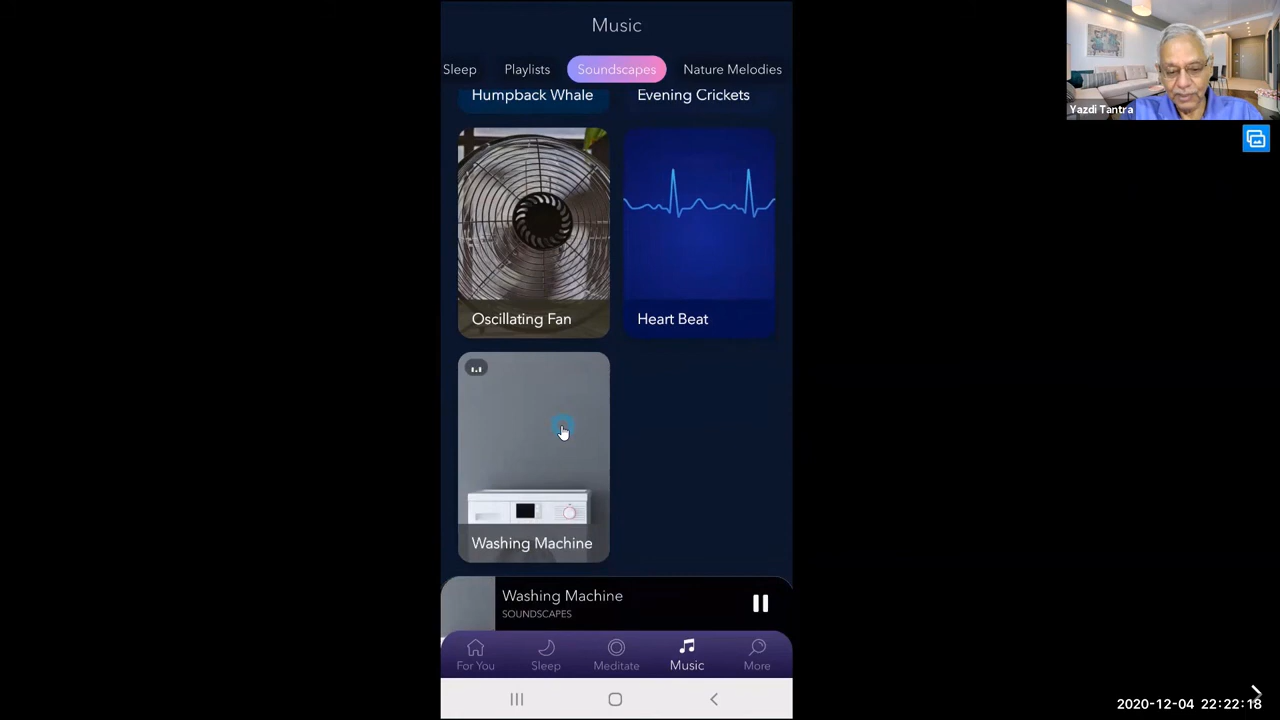 Music
Sleep Playlists Soundscapes Nature Melodies
Humpback Whale Evening Crickets
Oscillating Fan Heart Beat
Washing Machine
Washing Machine
SOUNDSCAPES
For You Sleep Meditate Music More
Yazdi Tantra
2020-12-04 22:22:18